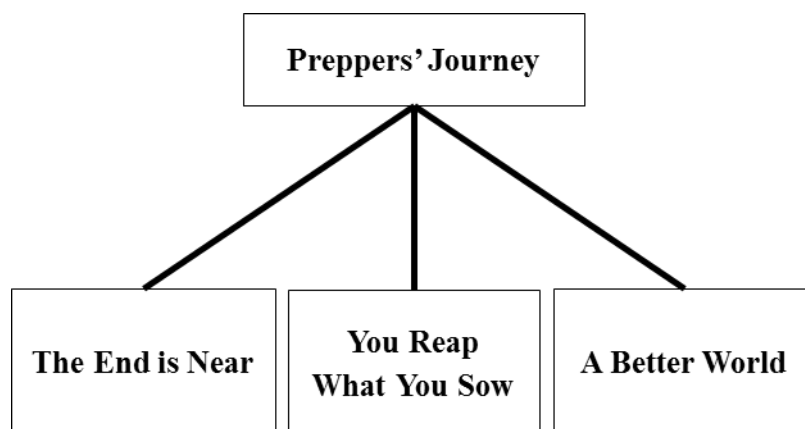 Preppers’ Journey
The End is Near
You Reap
What You Sow
A Better World